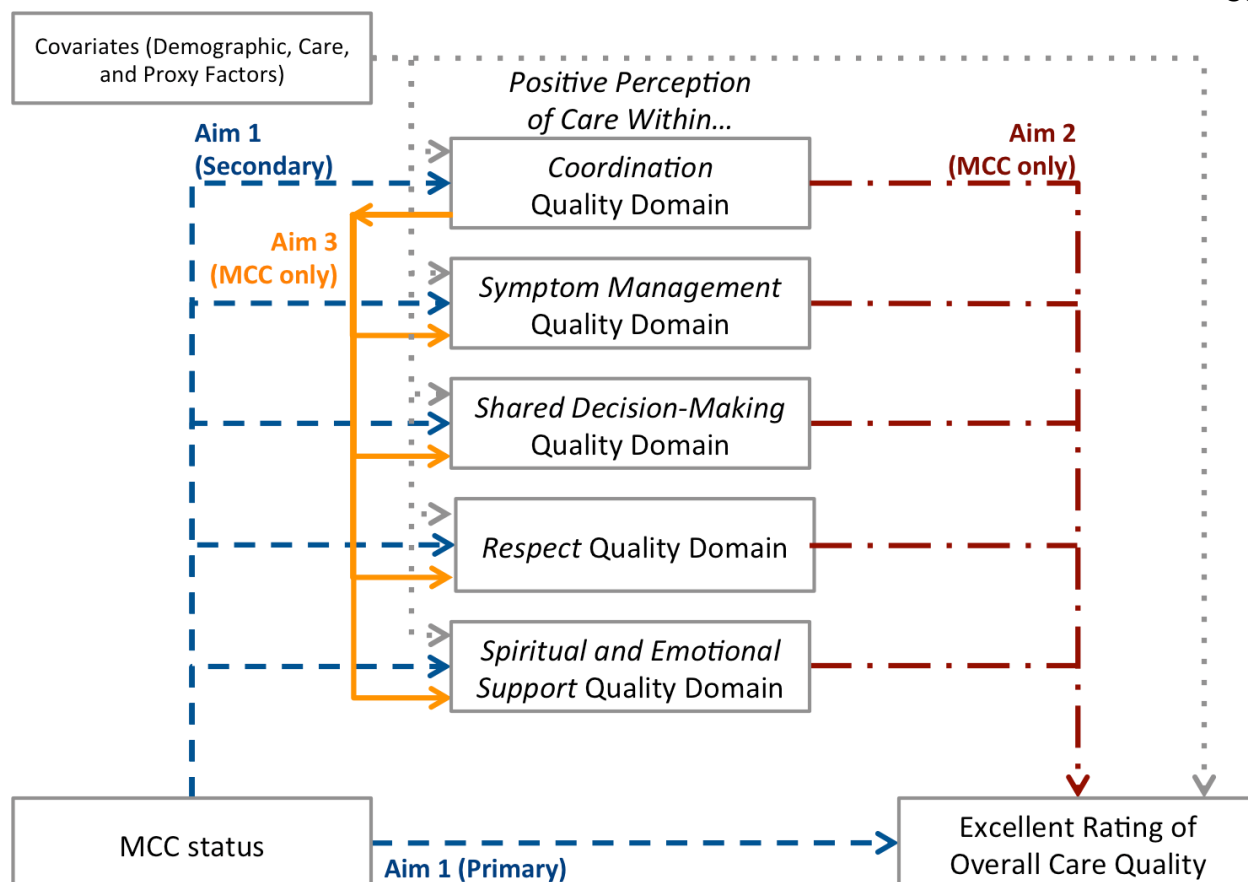 Covariates (Demographic, Care,
and Proxy Factors)
Positive Perception
of Care Within...
Aim 1
(Secondary)
Aim 2
(MCC only)
Coordination
Quality Domain
Aim 3
(MCC only)
Symptom Management
Quality Domain
Shared Decision-Making
Quality Domain
Respect Quality Domain
Spiritual and Emotional
Support Quality Domain
MCC status
Aim 1 (Primary)
Excellent Rating of
Overall Care Quality